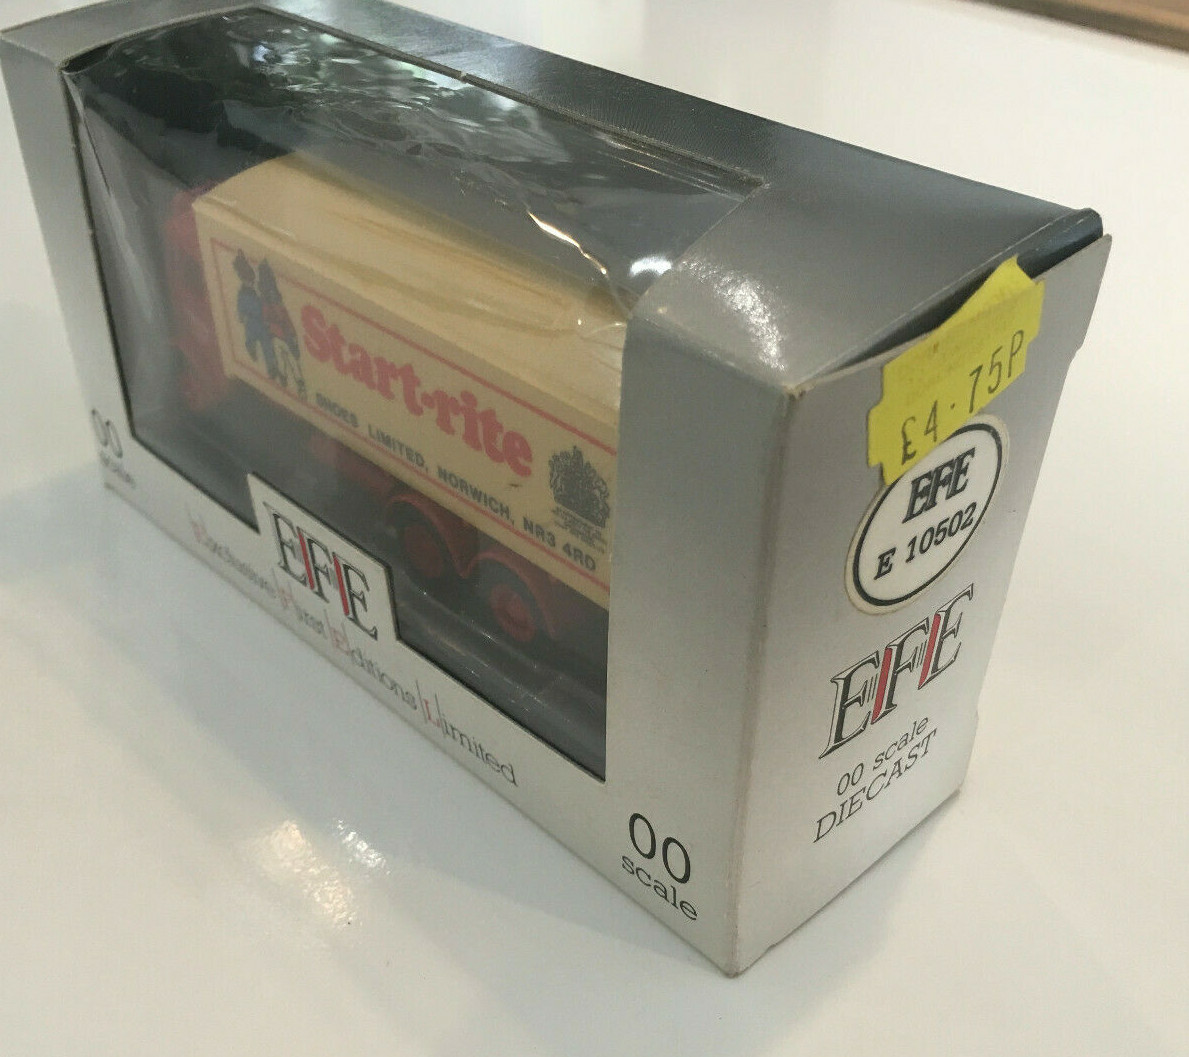 Start-rite
SHOES LIMITED, NORWICH, NR3 4RD
00
scale
EFE
Exclusive First Editions Limited
00
scale
£4.75P
EFE
E 10502
EFE
00 scale
DIECAST